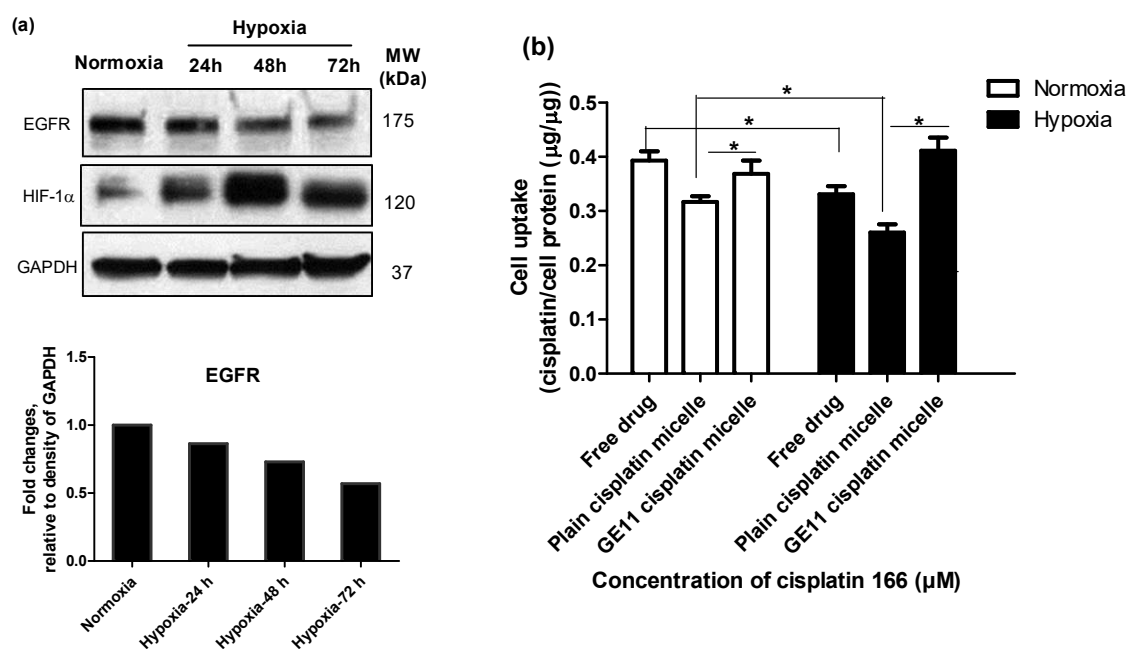 (a)
Hypoxia
Normoxia 24h 48h 72h MW
(kDa)
EGFR 175
HIF-1α 120
GAPDH 37
EGFR
Fold changes,
relative to density of GAPDH
1.5
1.0
0.5
0.0
Normoxia
Hypoxia-24 h
Hypoxia-48 h
Hypoxia-72 h
(b)
Normoxia
Hypoxia
Cell uptake
(cisplatin/cell protein (µg/µg))
0.5
0.4
0.3
0.2
0.1
0.0
*
*
*
*
Free drug
Plain cisplatin micelle
GE11 cisplatin micelle
Free drug
Plain cisplatin micelle
GE11 cisplatin micelle
Concentration of cisplatin 166 (µM)